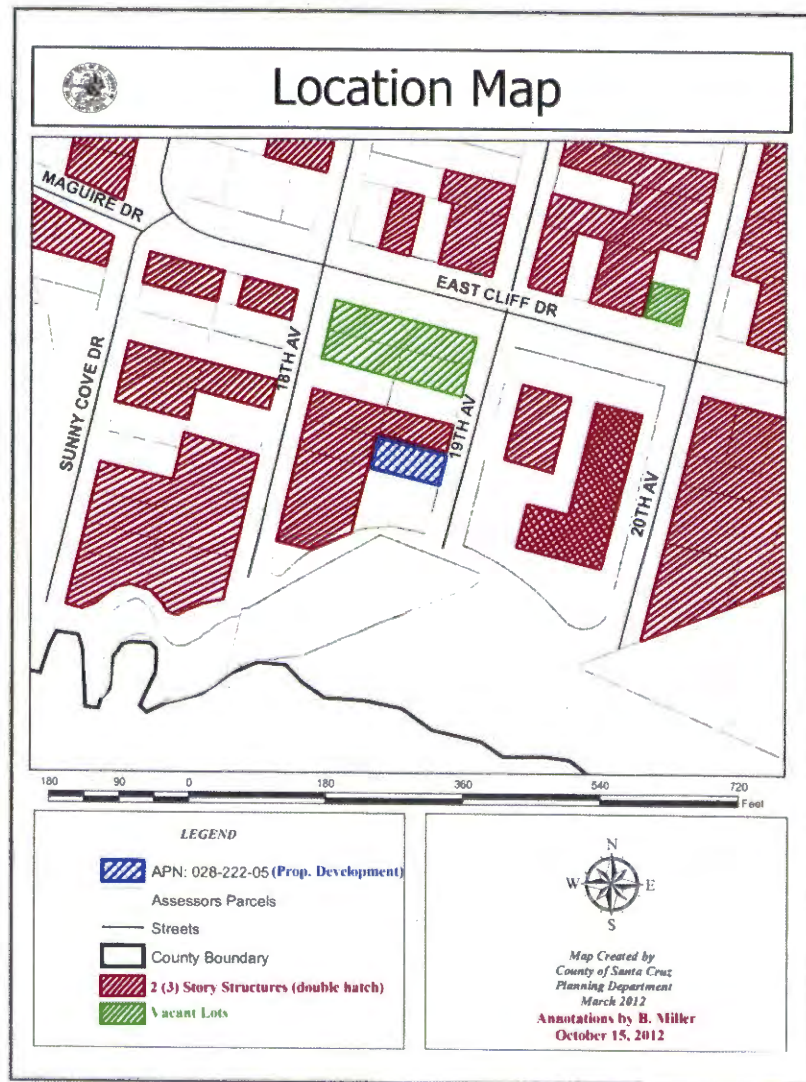 Location Map
MAGUIRE DR
EAST CLIFF DR
SUNNY COVE DR
18TH AV
19TH AV
20TH AV
180 90 0 180 360 540 720
Feet
LEGEND
APN: 028-222-05 (Prop. Development)
Assessors Parcels
Streets
County Boundary
2 (3) Story Structures (double hatch)
Vacant Lots
N
W E
S
Map Created by
County of Santa Cruz
Planning Department
March 2012
Annotations by B. Miller
October 15, 2012